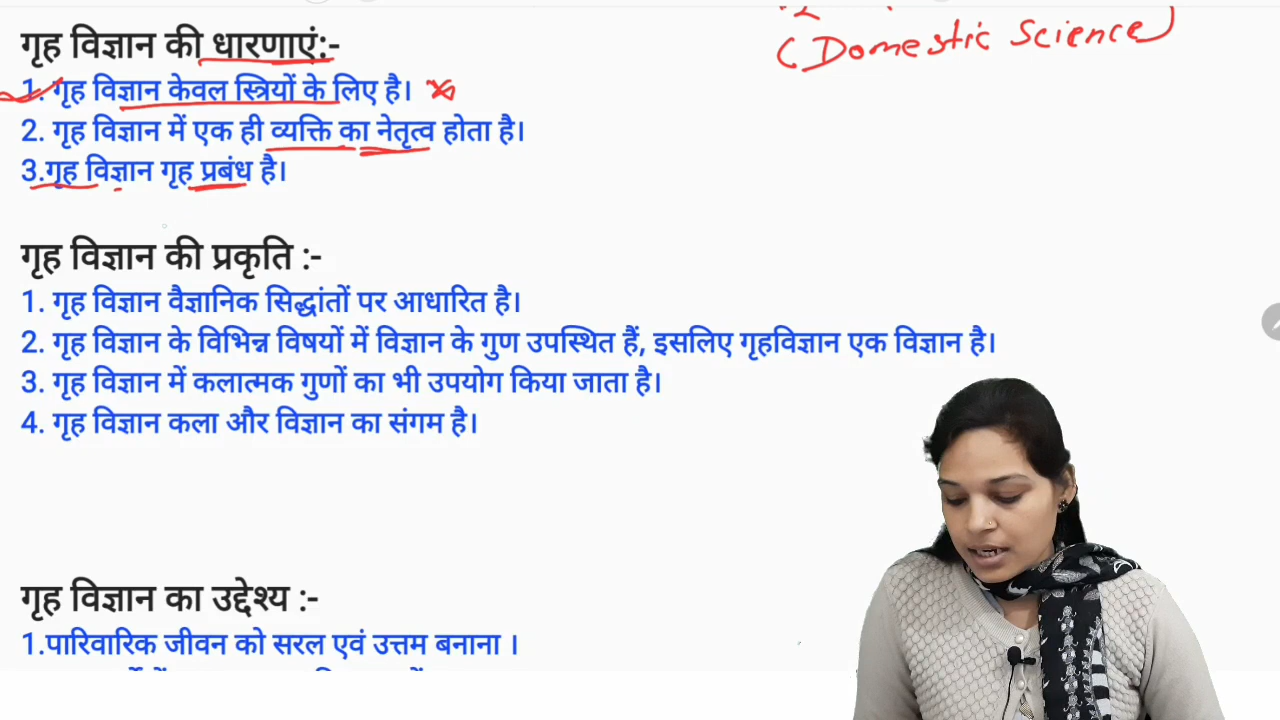 (Domestic Science)
गृह विज्ञान की धारणाएं:-
1. गृह विज्ञान केवल स्त्रियों के लिए है।
2. गृह विज्ञान में एक ही व्यक्ति का नेतृत्व होता है।
3.गृह विज्ञान गृह प्रबंध है।
गृह विज्ञान की प्रकृति :-
1. गृह विज्ञान वैज्ञानिक सिद्धांतों पर आधारित है।
2. गृह विज्ञान के विभिन्न विषयों में विज्ञान के गुण उपस्थित हैं, इसलिए गृहविज्ञान एक विज्ञान है।
3. गृह विज्ञान में कलात्मक गुणों का भी उपयोग किया जाता है।
4. गृह विज्ञान कला और विज्ञान का संगम है।
गृह विज्ञान का उद्देश्य :-
1.पारिवारिक जीवन को सरल एवं उत्तम बनाना ।